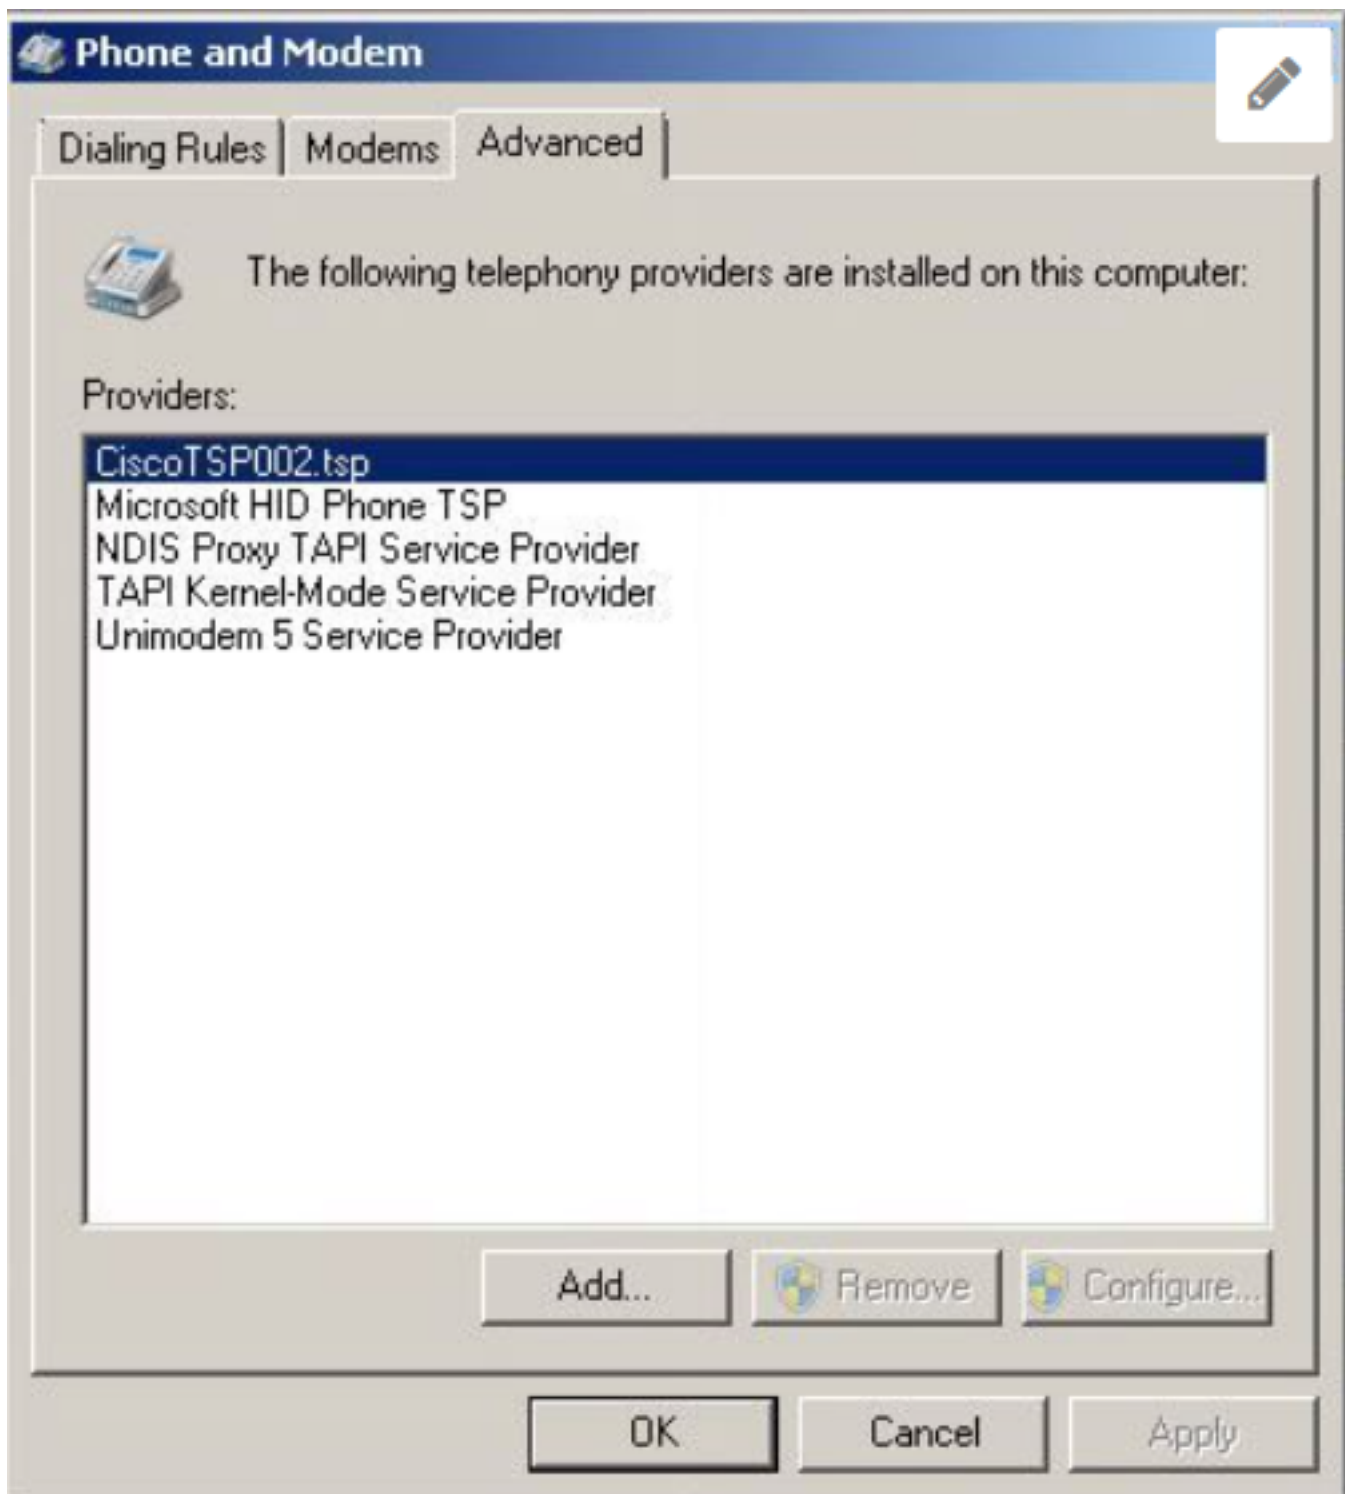 Phone and Modem
Dialing Rules Modems Advanced
The following telephony providers are installed on this computer:
Providers:
CiscoTSP002.tsp
Microsoft HID Phone TSP
NDIS Proxy TAPI Service Provider
TAPI Kernel-Mode Service Provider
Unimodem 5 Service Provider
Add... Remove Configure...
OK Cancel Apply